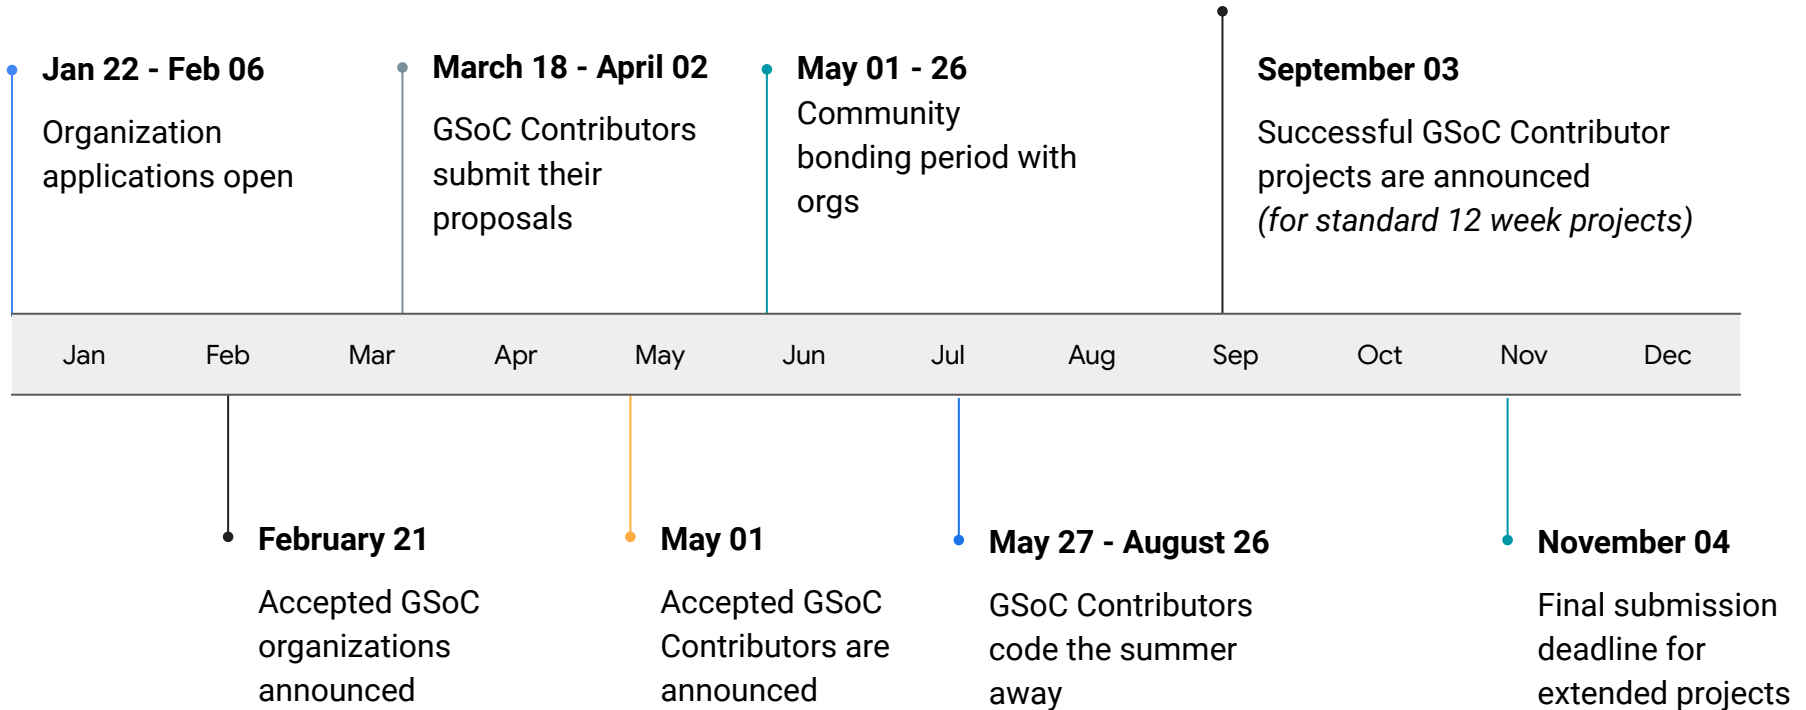 Jan 22 - Feb 06
Organization
applications open
March 18 - April 02
GSoC Contributors
submit their
proposals
May 01 - 26
Community
bonding period with
orgs
September 03
Successful GSoC Contributor
projects are announced
(for standard 12 week projects)
Jan Feb Mar Apr May Jun Jul Aug Sep Oct Nov Dec
February 21
Accepted GSoC
organizations
announced
May 01
Accepted GSoC
Contributors are
announced
May 27 - August 26
GSoC Contributors
code the summer
away
November 04
Final submission
deadline for
extended projects